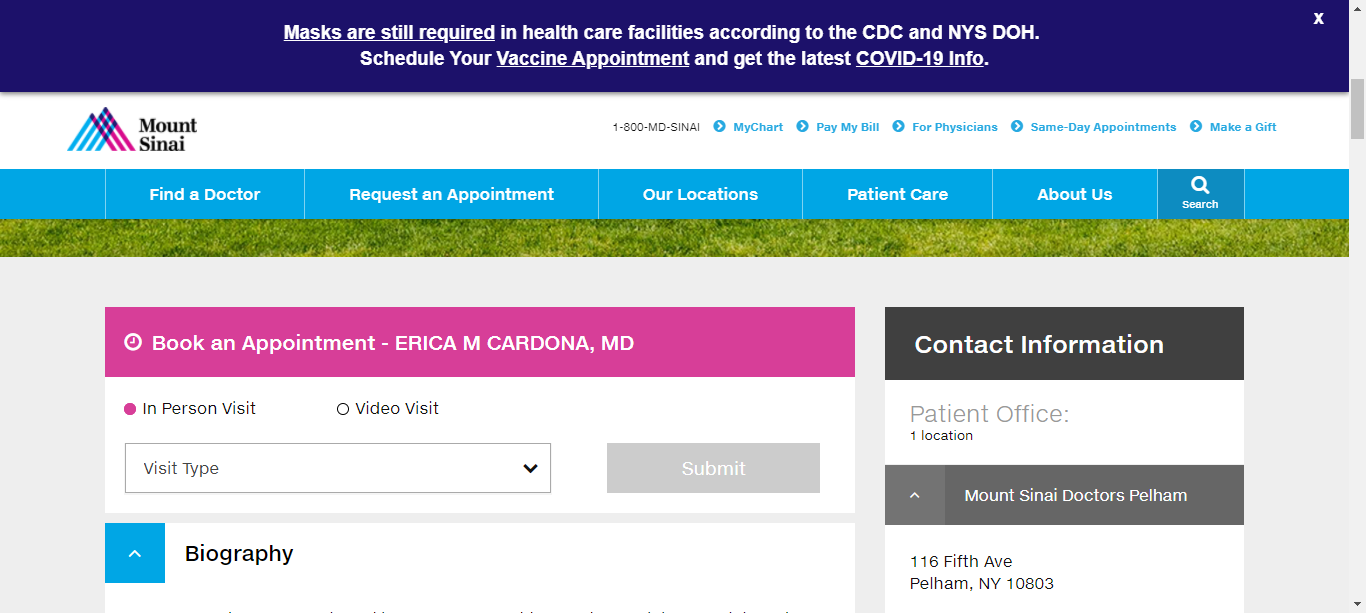 Masks are still required in health care facilities according to the CDC and NYS DOH.
Schedule Your Vaccine Appointment and get the latest COVID-19 Info.
X
Mount
Sinai
1-800-MD-SINAI MyChart Pay My Bill For Physicians Same-Day Appointments Make a Gift
Find a Doctor Request an Appointment Our Locations Patient Care About Us Search
Book an Appointment - ERICA M CARDONA, MD
In Person Visit Video Visit
Visit Type Submit
Biography
Contact Information
Patient Office:
1 location
Mount Sinai Doctors Pelham
116 Fifth Ave
Pelham, NY 10803